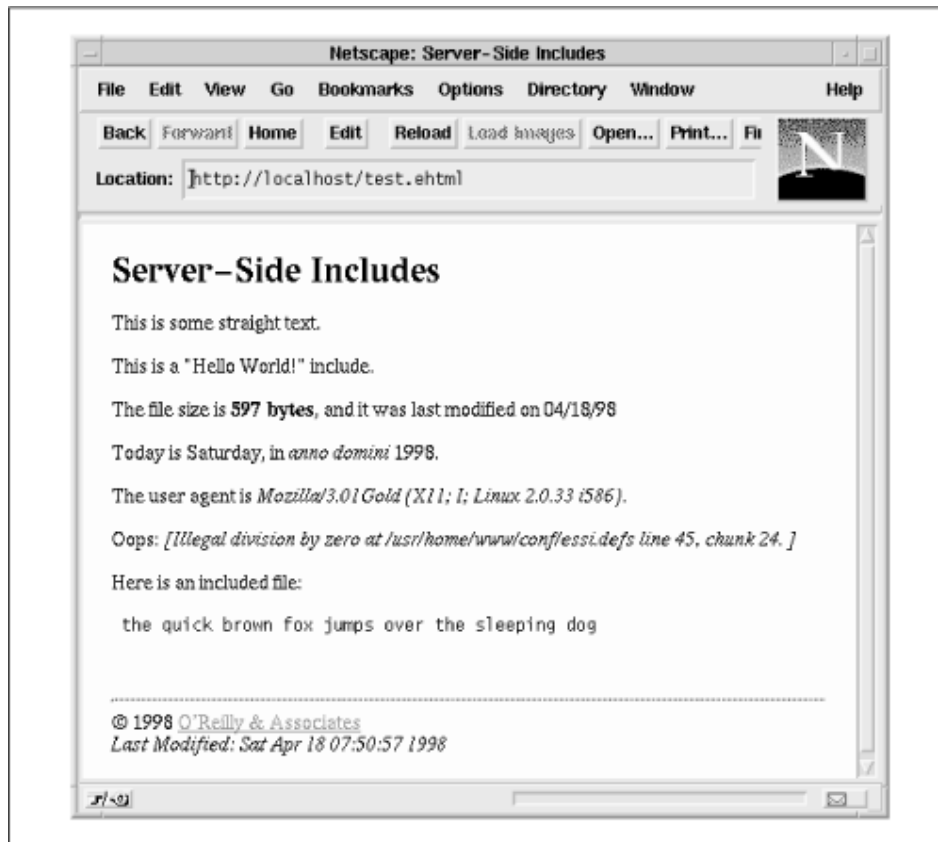 Netscape: Server-Side Includes
File Edit View Go Bookmarks Options Directory Window Help
Back Forward Home Edit Reload Load Images Open... Print... Fi
N
Location: http://localhost/test.ehtml
Server-Side Includes
This is some straight text.
This is a "Hello World!" include.
The file size is 597 bytes, and it was last modified on 04/18/98
Today is Saturday, in anno domini 1998.
The user agent is Mozilla/3.01Gold (X11; I; Linux 2.0.33 i586).
Oops: [Illegal division by zero at /usr/home/www/conf/essi.defs line 45, chunk 24. ]
Here is an included file:
the quick brown fox jumps over the sleeping dog
© 1998 O'Reilly & Associates
Last Modified: Sat Apr 18 07:50:57 1998